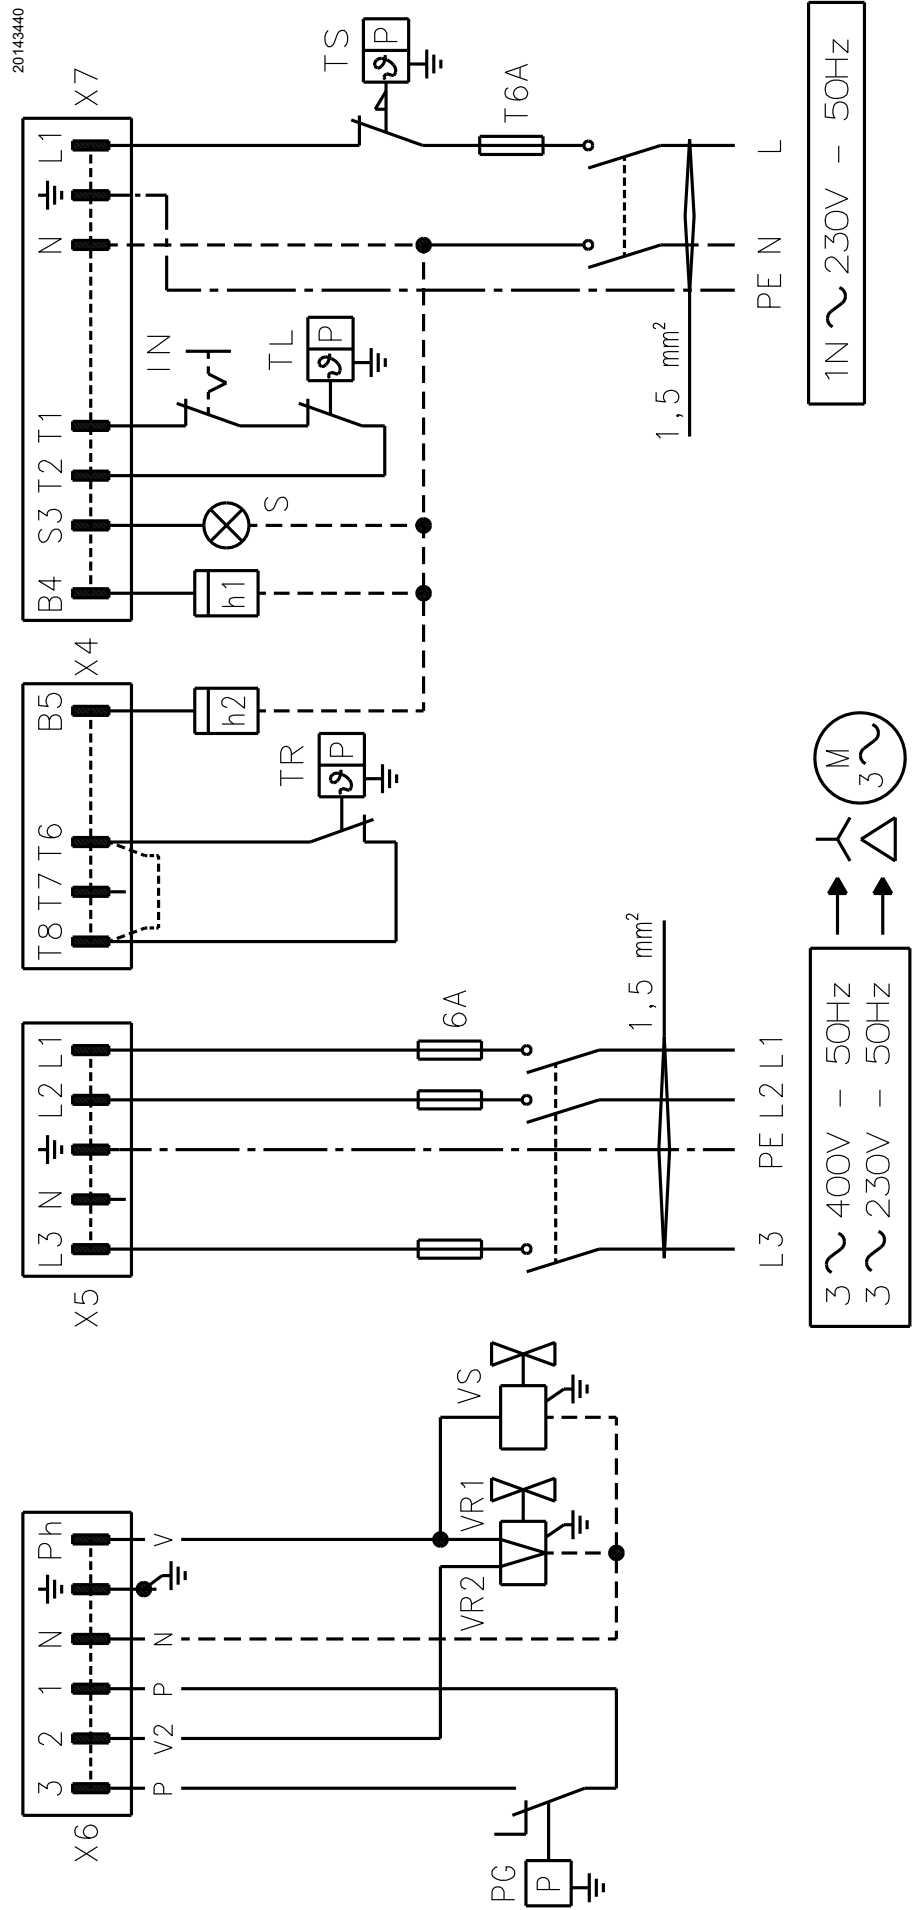 20143440
X7
L1
N
T1
T2
S3
B4
TS
P
T6A
L
N
PE
1,5 mm²
1N ~ 230V - 50Hz
IN
TL
P
S
h1
X4
B5
T6
T7
T8
h2
TR
P
M
3 ~
X5
L1
L2
N
L3
6A
1,5 mm²
L1
L2
PE
L3
3 ~ 400V - 50Hz
3 ~ 230V - 50Hz
X6
Ph
N
1
2
3
V
N
P
V2
P
VS
VR1
VR2
PG
P